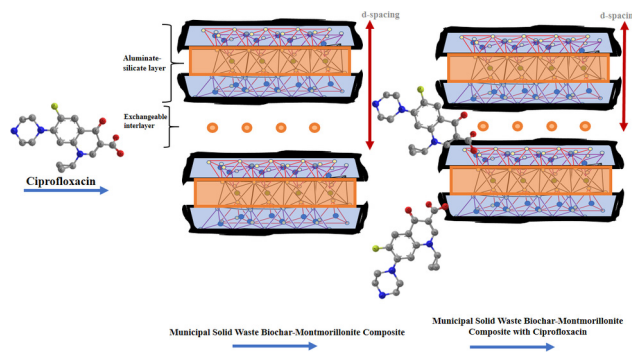 d-spacing
d-spacing
Aluminate-
silicate layer
Exchangeable
interlayer
Ciprofloxacin
Municipal Solid Waste Biochar-Montmorillonite Composite
Municipal Solid Waste Biochar-Montmorillonite
Composite with Ciprofloxacin